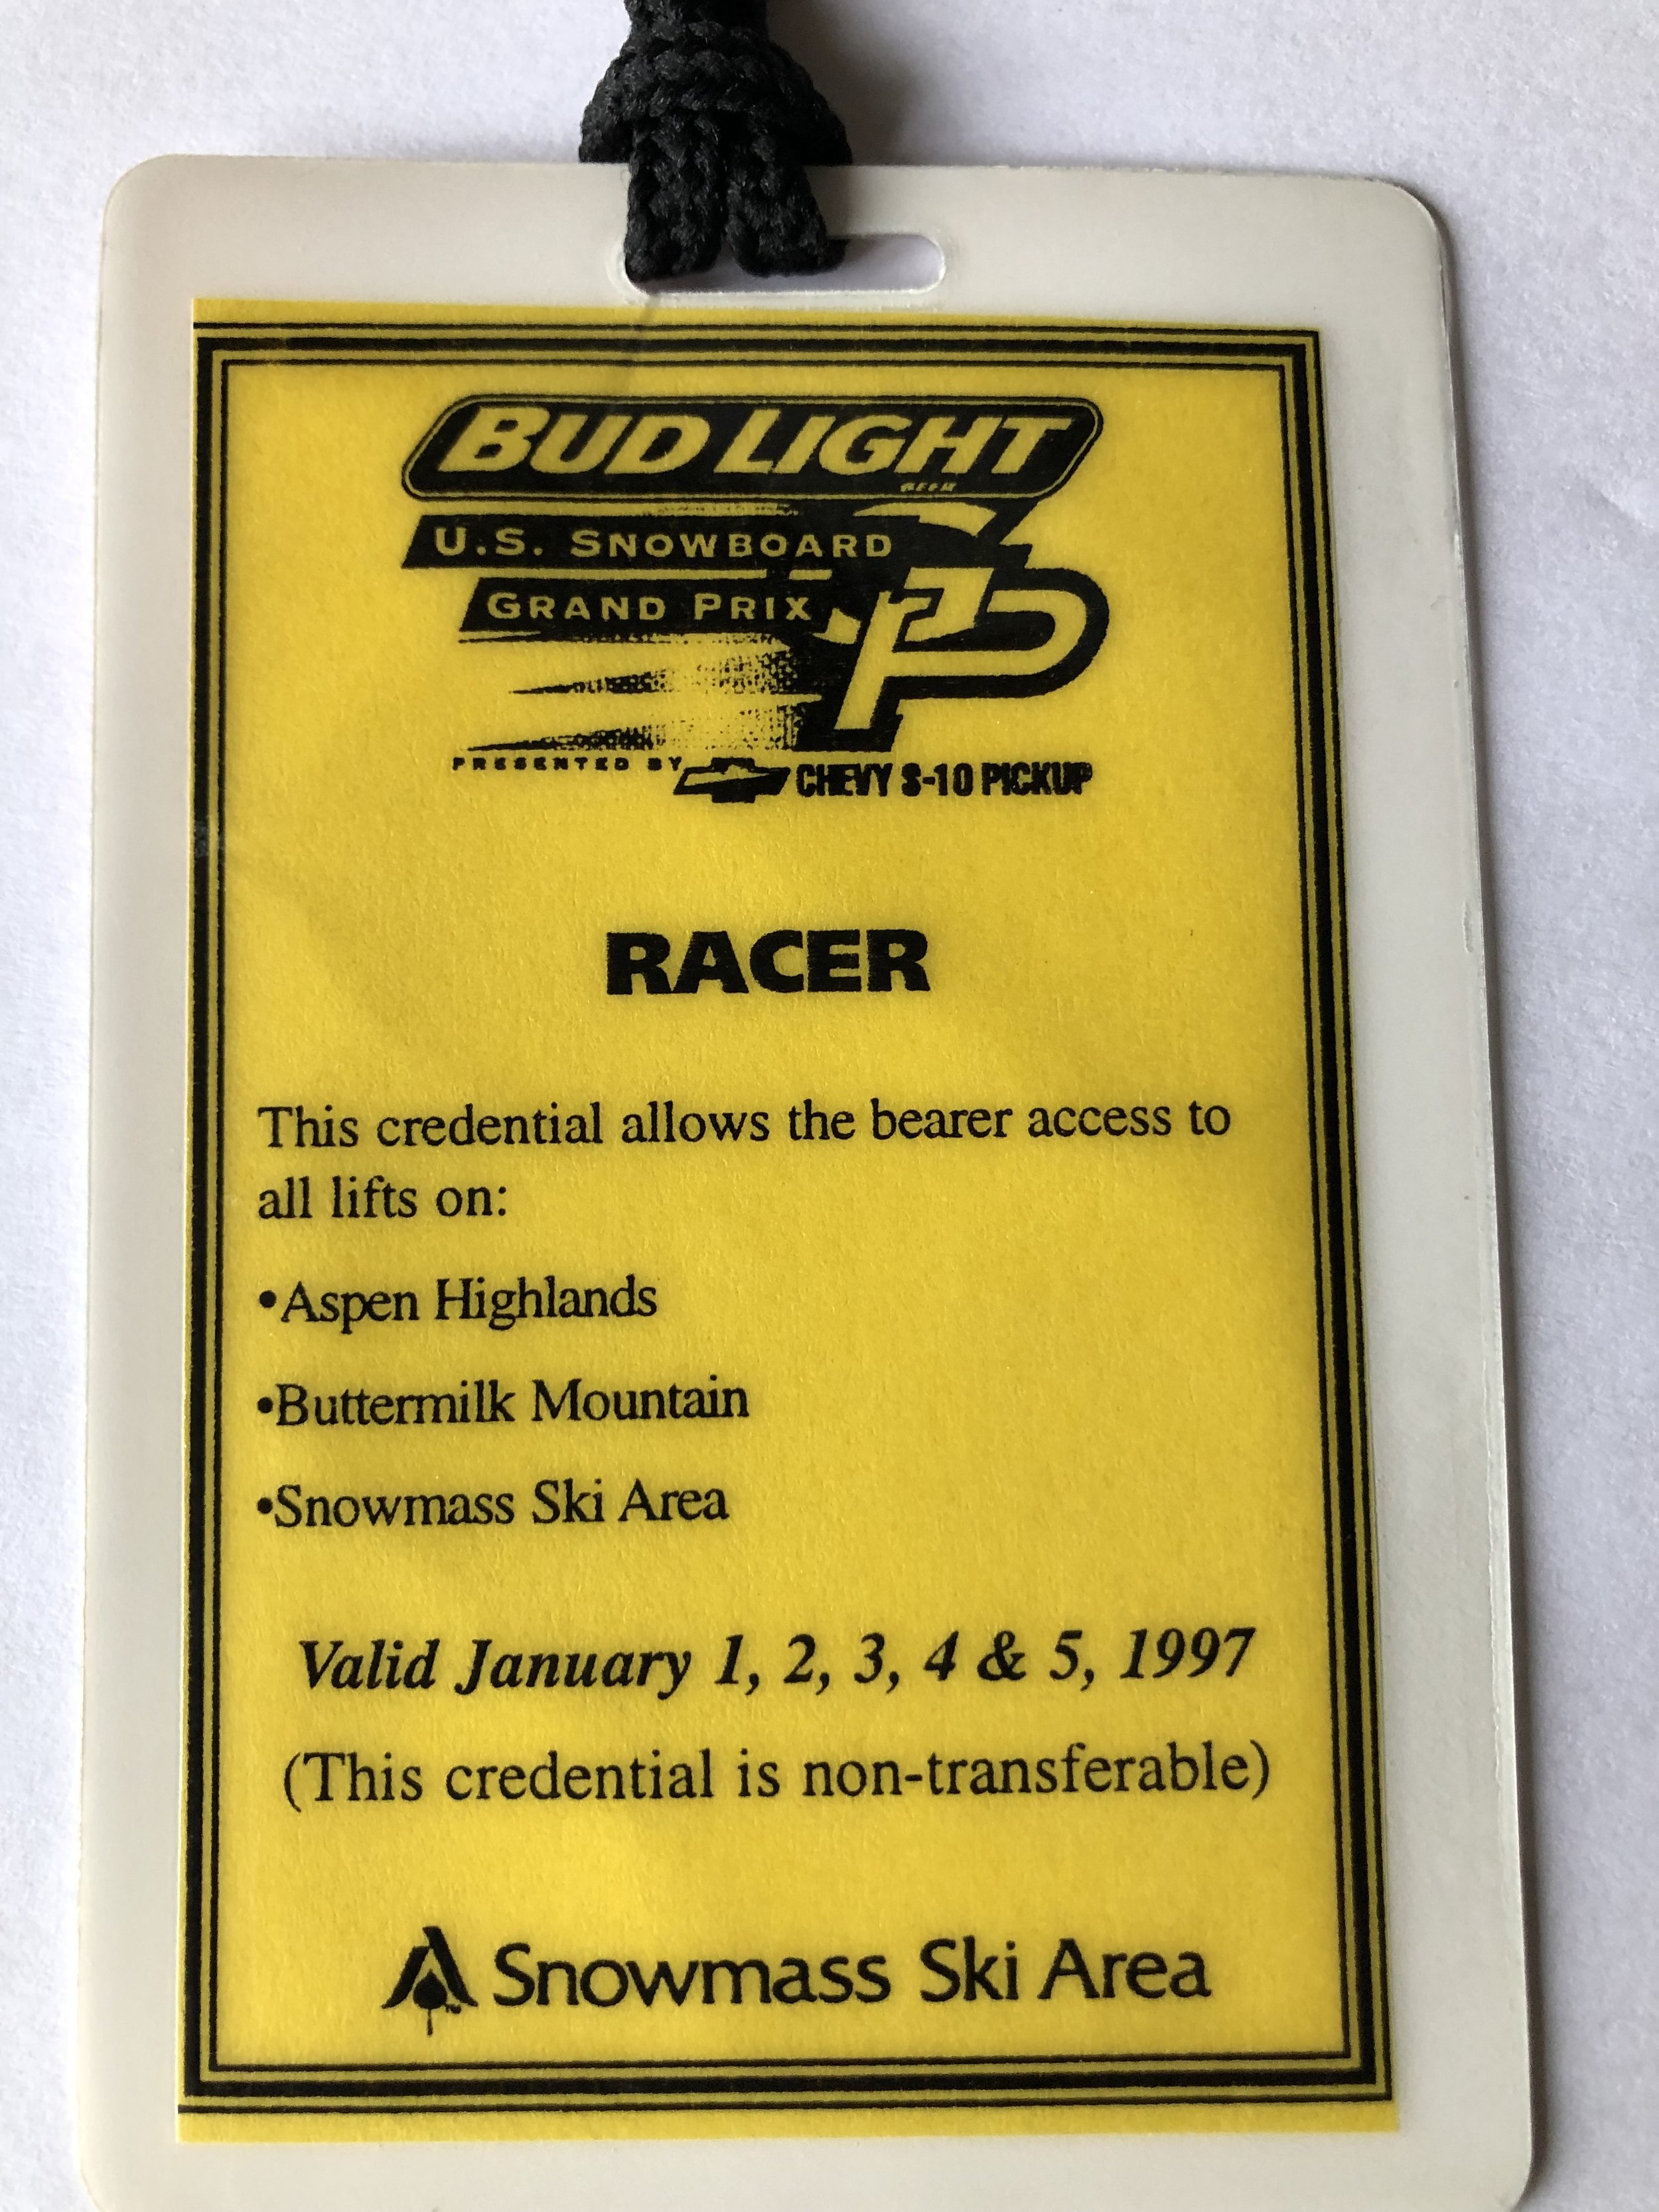 BUD LIGHT
BEER
U.S. SNOWBOARD
GRAND PRIX
GP
PRESENTED BY CHEVY S-10 PICKUP
RACER
This credential allows the bearer access to
all lifts on:
•Aspen Highlands
•Buttermilk Mountain
•Snowmass Ski Area
Valid January 1, 2, 3, 4 & 5, 1997
(This credential is non-transferable)
Snowmass Ski Area